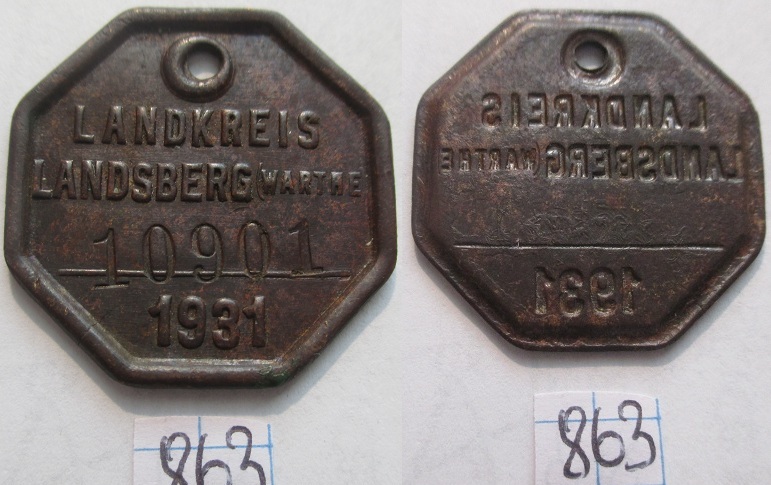 LANDKREIS
LANDSBERG (WARTHE
10901
1931
863
LANDKREIS
LANDSBERG (WARTHE
1931
863